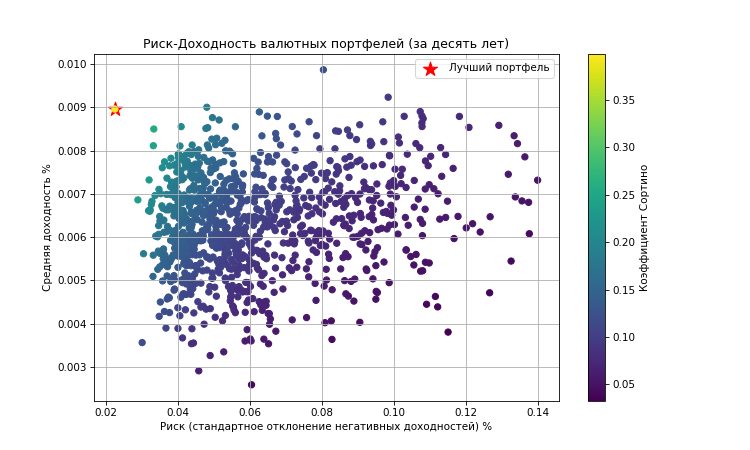 Риск-Доходность валютных портфелей (за десять лет)
Лучший портфель
0.010
0.009
0.008
0.007
0.006
0.005
0.004
0.003
Средняя доходность %
0.02 0.04 0.06 0.08 0.10 0.12 0.14
Риск (стандартное отклонение негативных доходностей) %
0.35
0.30
0.25
0.20
0.15
0.10
0.05
Коэффициент Сортино